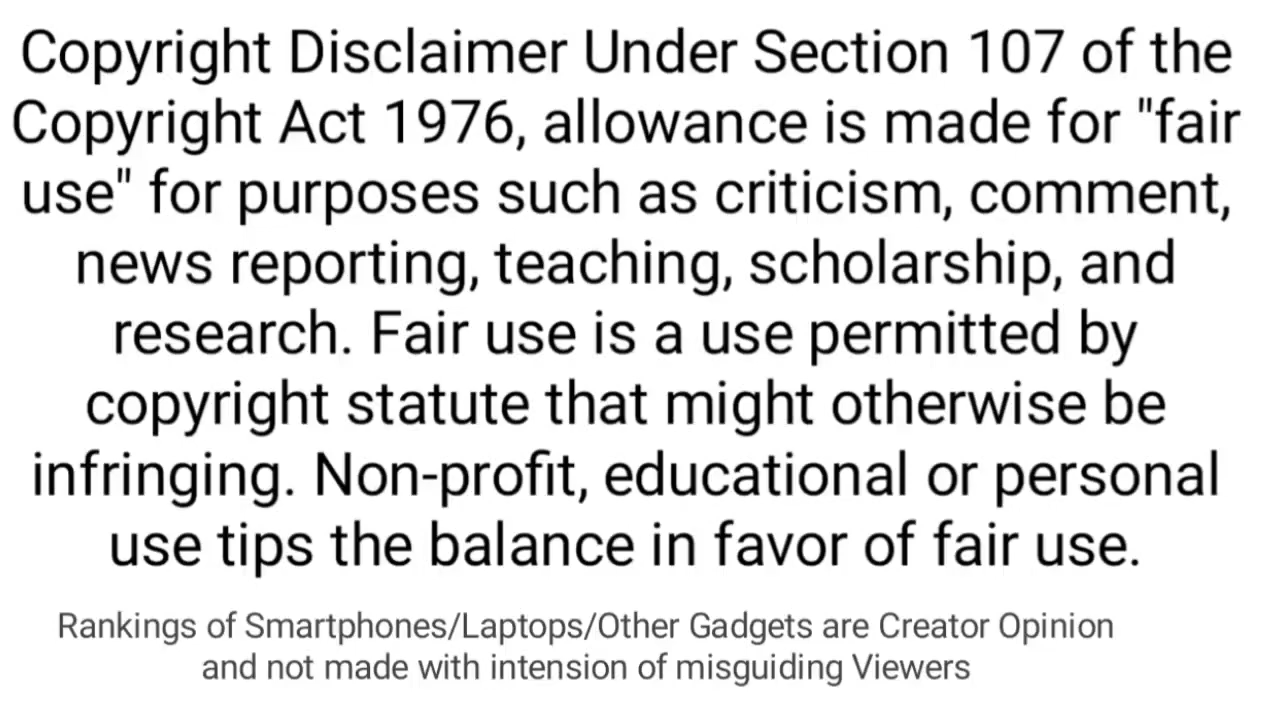 Copyright Disclaimer Under Section 107 of the
Copyright Act 1976, allowance is made for "fair
use" for purposes such as criticism, comment,
news reporting, teaching, scholarship, and
research. Fair use is a use permitted by
copyright statute that might otherwise be
infringing. Non-profit, educational or personal
use tips the balance in favor of fair use.
Rankings of Smartphones/Laptops/Other Gadgets are Creator Opinion
and not made with intension of misguiding Viewers